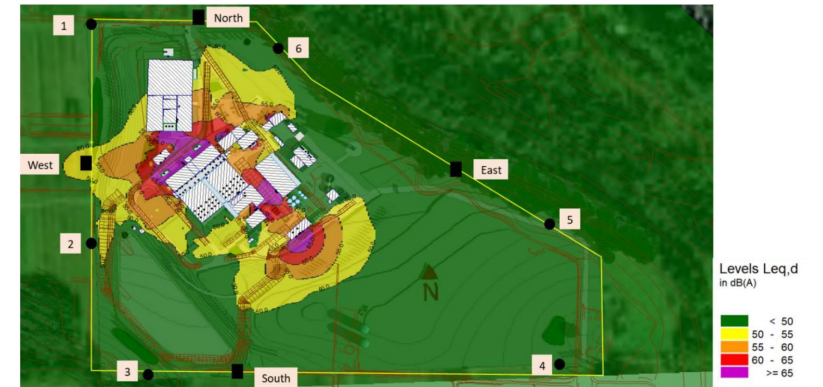 1
North
6
West
East
5
2
N
Levels Leq,d
in dB(A)
< 50
50 - 55
55 - 60
60 - 65
>= 65
4
3
South